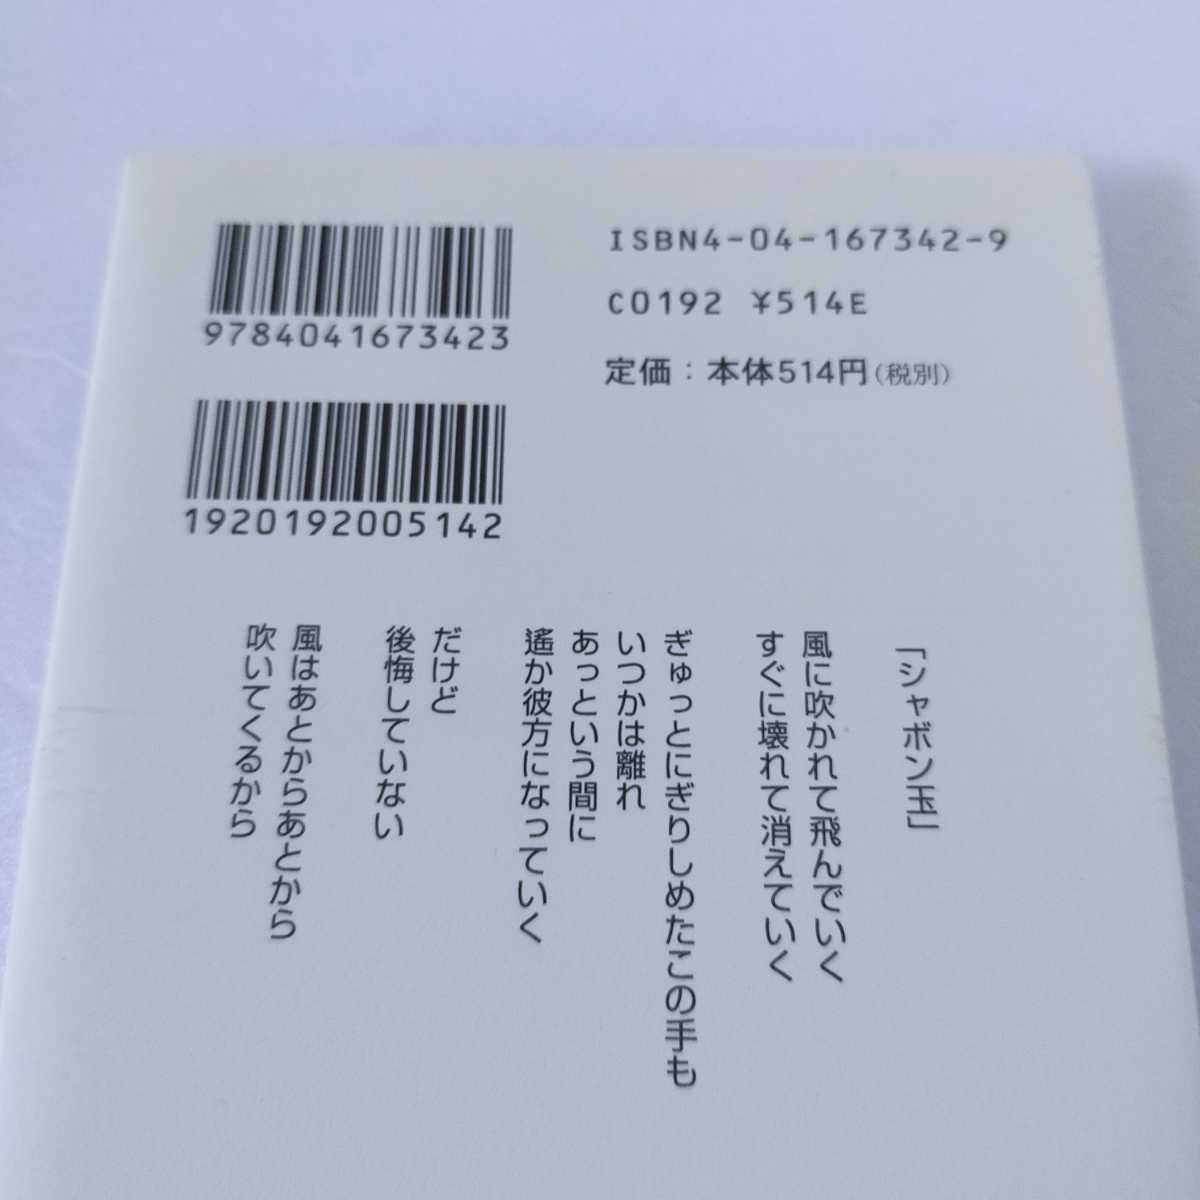 9784041673423
ISBN4-04-167342-9
C0192 ¥514E
定価：本体514円（税別）
1920192005142
「シャボン玉」
風に吹かれて飛んでいく
すぐに壊れて消えていく
ぎゅっとにぎりしめたこの手も
いつかは離れ
あっという間に
遙か彼方になっていく
だけど
後悔していない
風はあとからあとから
吹いてくるから